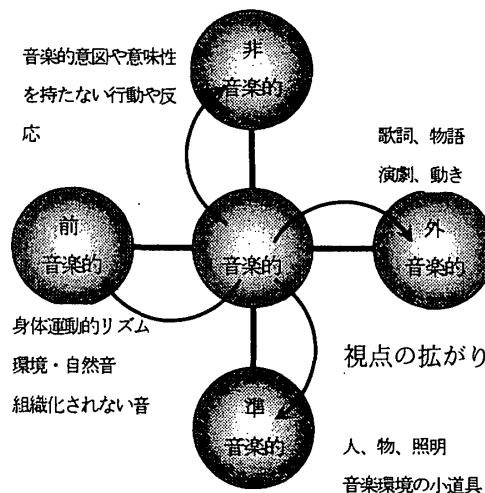 非
音楽的
音楽的意図や意味性
を持たない行動や反
応
歌詞、物語
演劇、動き
前
音楽的
音楽的
外
音楽的
身体運動的リズム
環境・自然音
組織化されない音
視点の拡がり
準
音楽的
人、物、照明
音楽環境の小道具